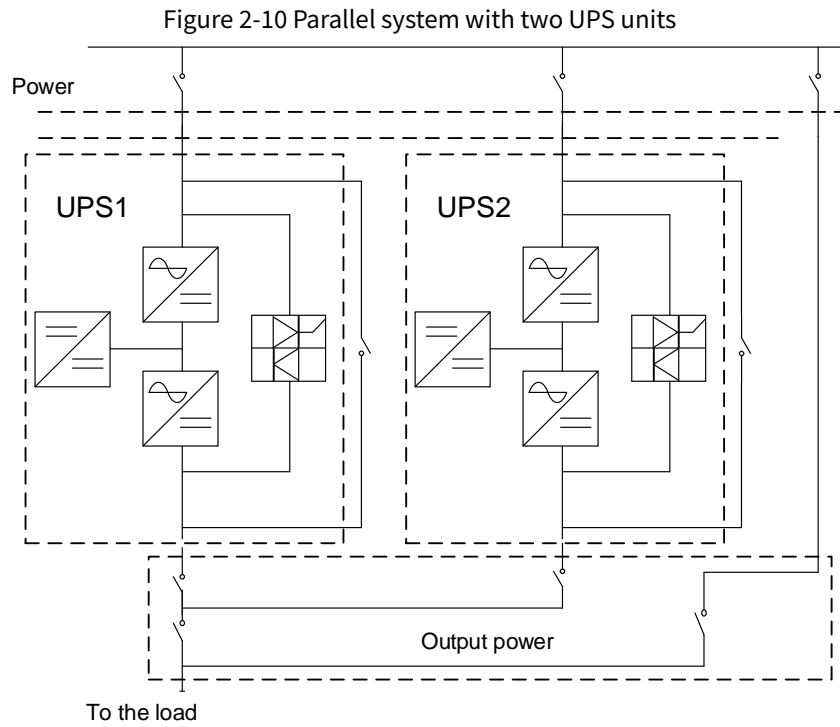 Figure 2-10 Parallel system with two UPS units
Power
UPS1
UPS2
Output power
To the load